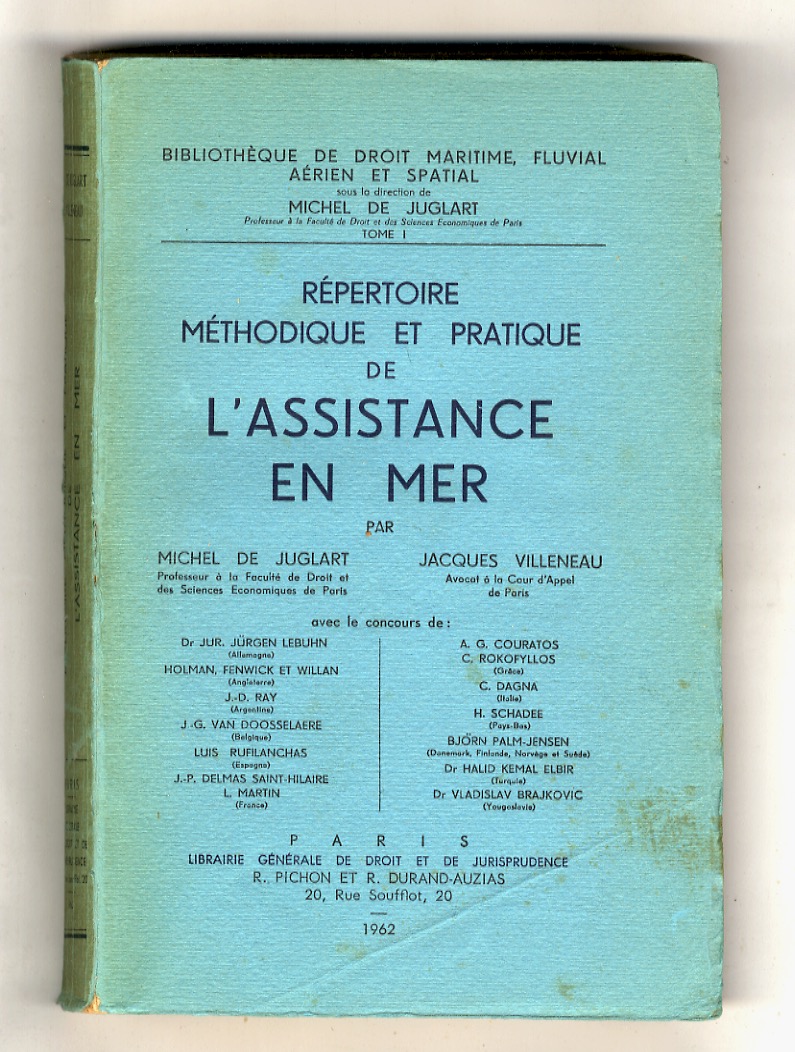 BIBLIOTHÈQUE DE DROIT MARITIME, FLUVIAL
AÉRIEN ET SPATIAL
sous la direction de
MICHEL DE JUGLART
Professeur à la Faculté de Droit et des Sciences Economiques de Paris
TOME I
RÉPERTOIRE
MÉTHODIQUE ET PRATIQUE
DE
L'ASSISTANCE
EN MER
PAR
MICHEL DE JUGLART
Professeur à la Faculté de Droit et
des Sciences Economiques de Paris
JACQUES VILLENEAU
Avocat à la Cour d'Appel
de Paris
avec le concours de :
Dr JUR. JÜRGEN LEBUHN
(Allemagne)
HOLMAN, FENWICK ET WILLAN
(Angleterre)
J.-D. RAY
(Argentine)
J.-G. VAN DOOSSELAERE
(Belgique)
LUIS RUFILANCHAS
(Espagne)
J.-P. DELMAS SAINT-HILAIRE
L. MARTIN
(France)
A. G. COURATOS
C. ROKOFYLLOS
(Grèce)
C. DAGNA
(Italie)
H. SCHADEE
(Pays-Bas)
BJÖRN PALM-JENSEN
(Danemark, Finlande, Norvège et Suède)
Dr HALID KEMAL ELBIR
(Turquie)
Dr VLADISLAV BRAJKOVIC
(Yougoslavie)
PARIS
LIBRAIRIE GÉNÉRALE DE DROIT ET DE JURISPRUDENCE
R. PICHON ET R. DURAND-AUZIAS
20, Rue Soufflot, 20
1962
L'ASSISTANCE EN MER
PARIS